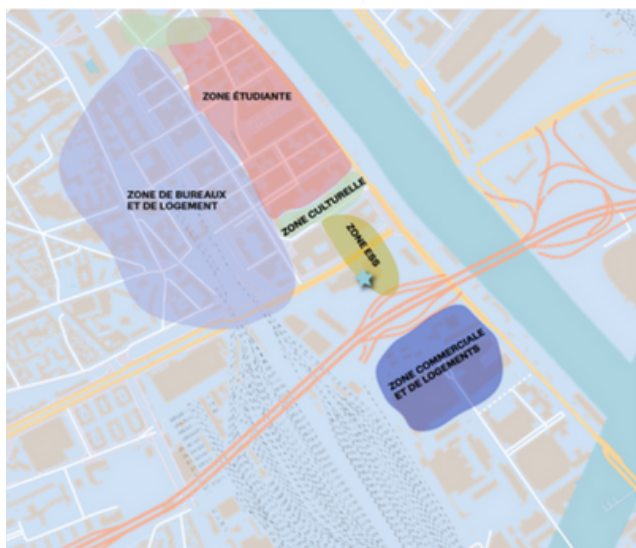 ZONE ÉTUDIANTE
ZONE DE BUREAUX
ET DE LOGEMENT
ZONE CULTURELLE
ZONE ESS
ZONE COMMERCIALE
ET DE LOGEMENTS